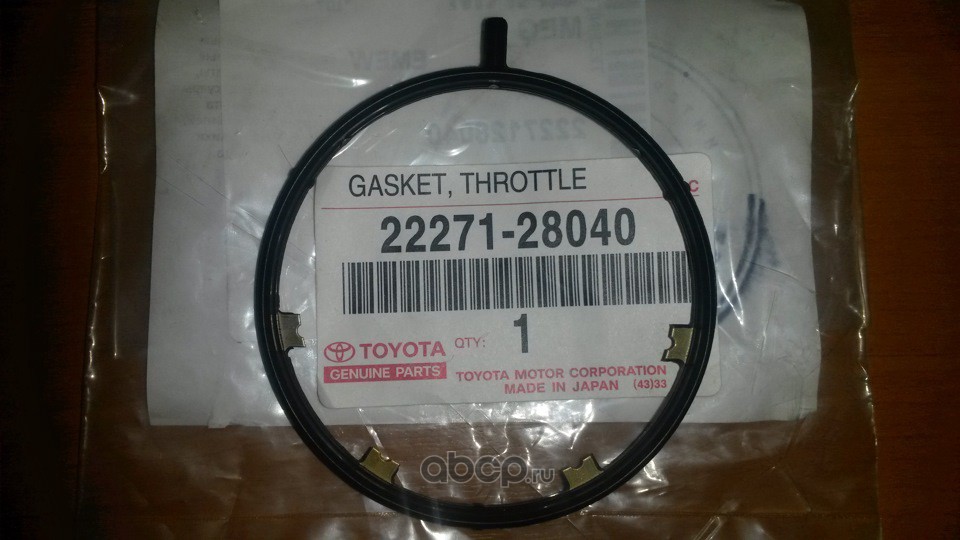 GASKET, THROTTLE
22271-28040
TOYOTA QTY: 1
GENUINE PARTS
TOYOTA MOTOR CORPORATION
MADE IN JAPAN (43)33
abcp.ru